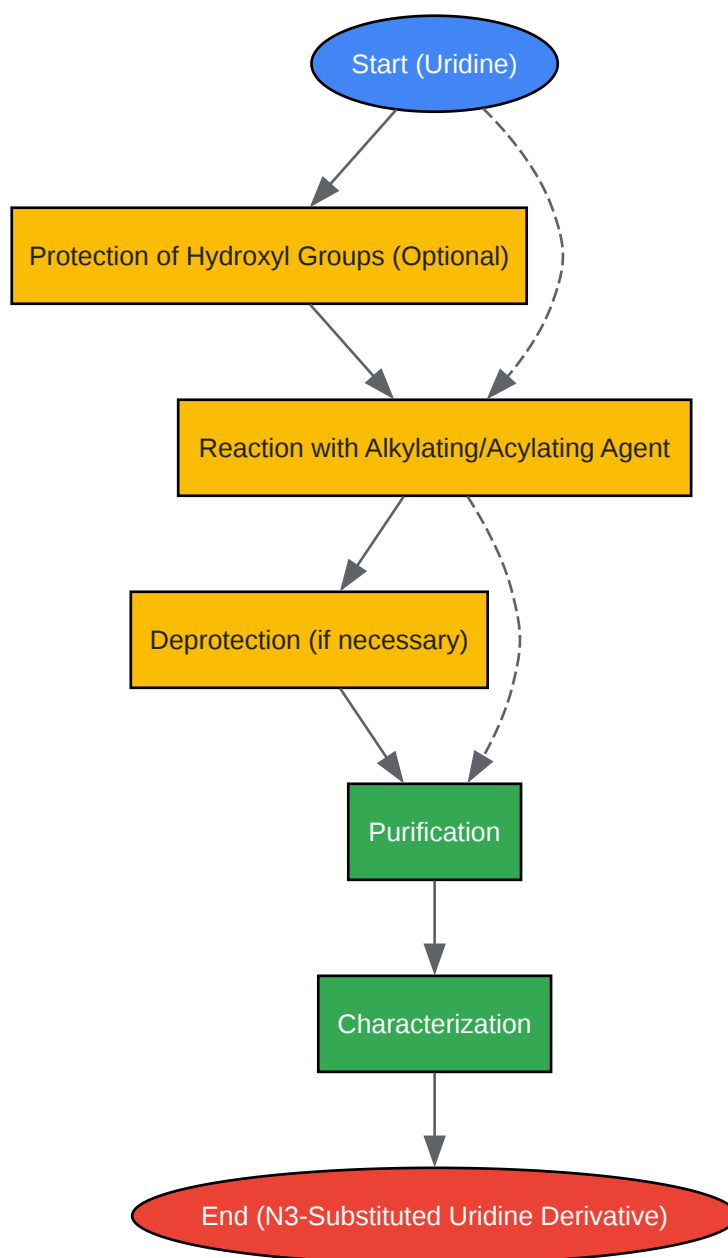 Start (Uridine)
Protection of Hydroxyl Groups (Optional)
Reaction with Alkylating/Acylating Agent
Deprotection (if necessary)
Purification
Characterization
End (N3-Substituted Uridine Derivative)